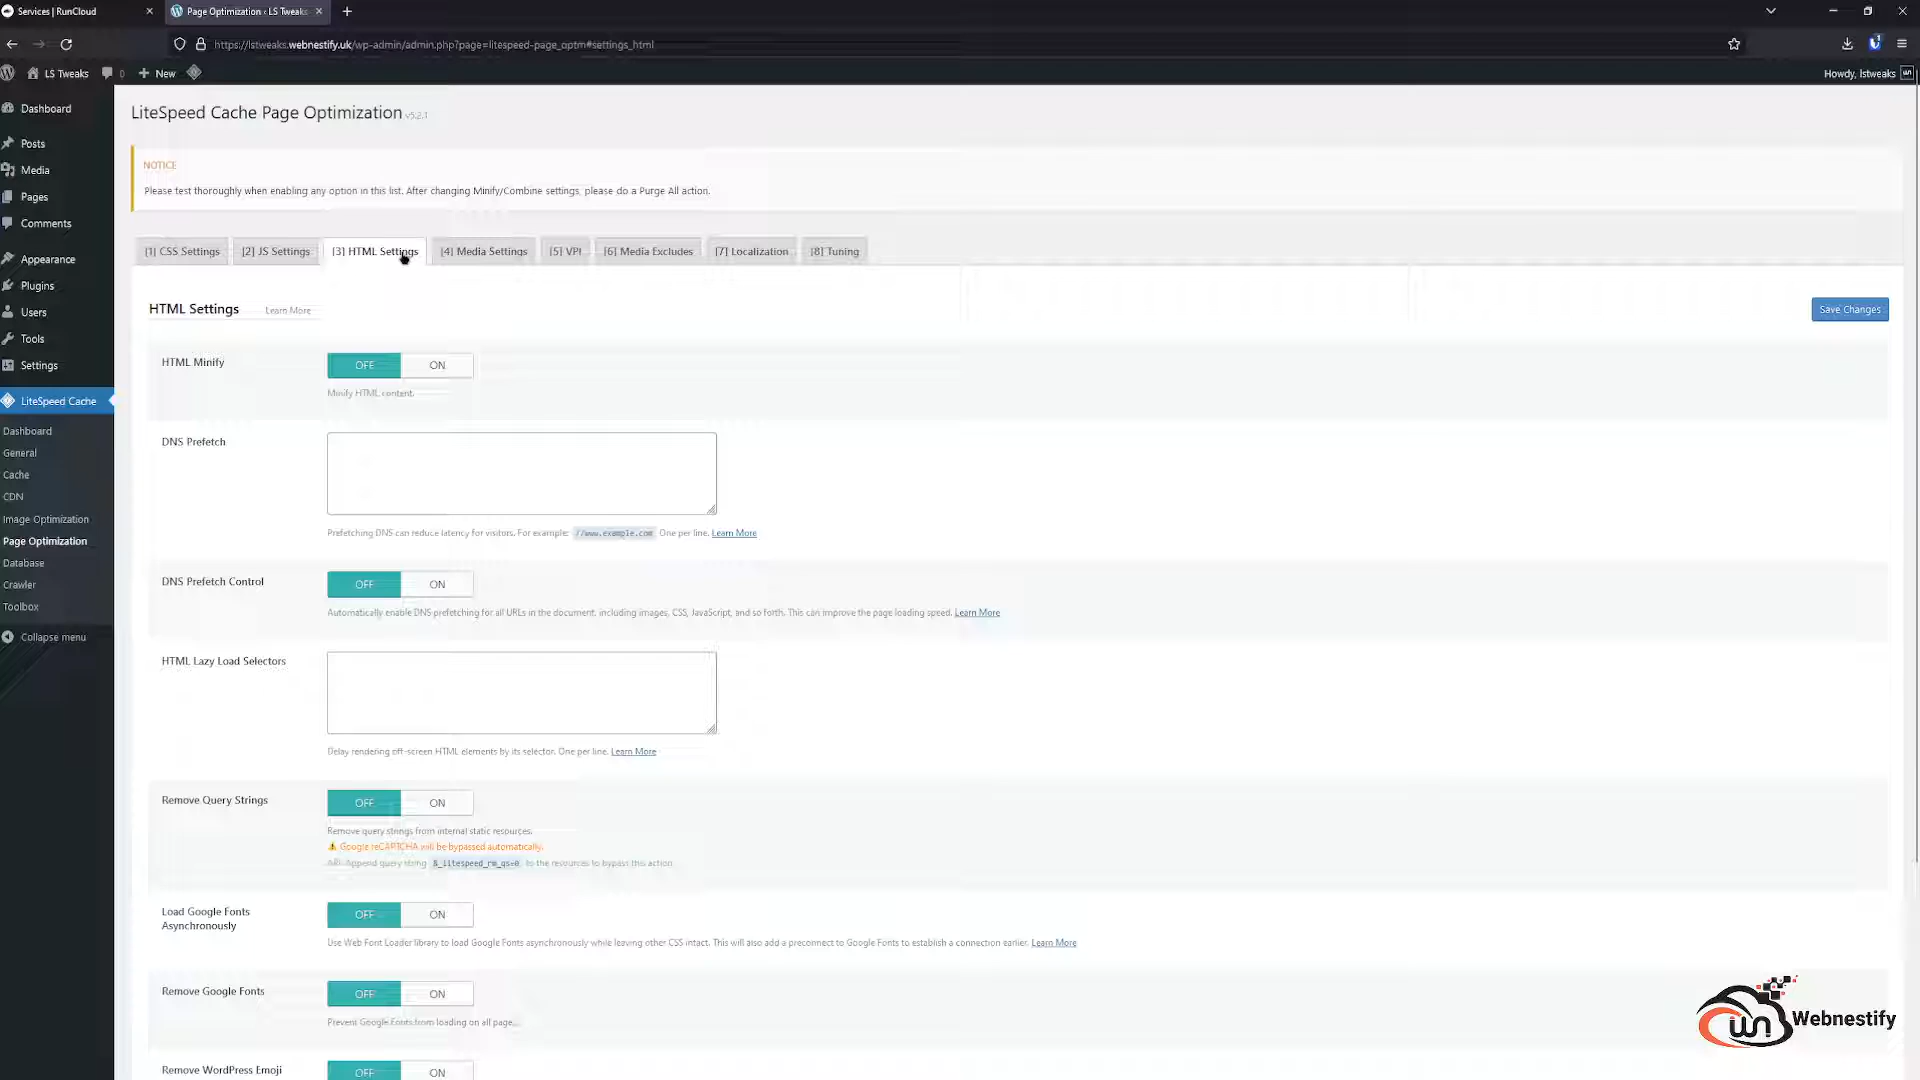 Services | RunCloud
Page Optimization ‹ LS Tweaks
https://lstweaks.webnestify.uk/wp-admin/admin.php?page=litespeed-page_optm#settings_html
LS Tweaks
0
New
Howdy, lstweaks
Dashboard
Posts
Media
Pages
Comments
Appearance
Plugins
Users
Tools
Settings
LiteSpeed Cache
Dashboard
General
Cache
CDN
Image Optimization
Page Optimization
Database
Crawler
Toolbox
Collapse menu
LiteSpeed Cache Page Optimization v5.2.1
NOTICE
Please test thoroughly when enabling any option in this list. After changing Minify/Combine settings, please do a Purge All action.
[1] CSS Settings [2] JS Settings [3] HTML Settings [4] Media Settings [5] VPI [6] Media Excludes [7] Localization [8] Tuning
HTML Settings Learn More
Save Changes
HTML Minify
OFF ON
Minify HTML content.
DNS Prefetch
Prefetching DNS can reduce latency for visitors. For example: //www.example.com One per line. Learn More
DNS Prefetch Control
OFF ON
Automatically enable DNS prefetching for all URLs in the document, including images, CSS, JavaScript, and so forth. This can improve the page loading speed. Learn More
HTML Lazy Load Selectors
Delay rendering off-screen HTML elements by its selector. One per line. Learn More
Remove Query Strings
OFF ON
Remove query strings from internal static resources.
⚠ Google reCAPTCHA will be bypassed automatically.
API: Append query string &_litespeed_rm_qs=0 to the resources to bypass this action.
Load Google Fonts
Asynchronously
OFF ON
Use Web Font Loader library to load Google Fonts asynchronously while leaving other CSS intact. This will also add a preconnect to Google Fonts to establish a connection earlier. Learn More
Remove Google Fonts
OFF ON
Prevent Google Fonts from loading on all page...
Remove WordPress Emoji
OFF ON
wn
Webnestify